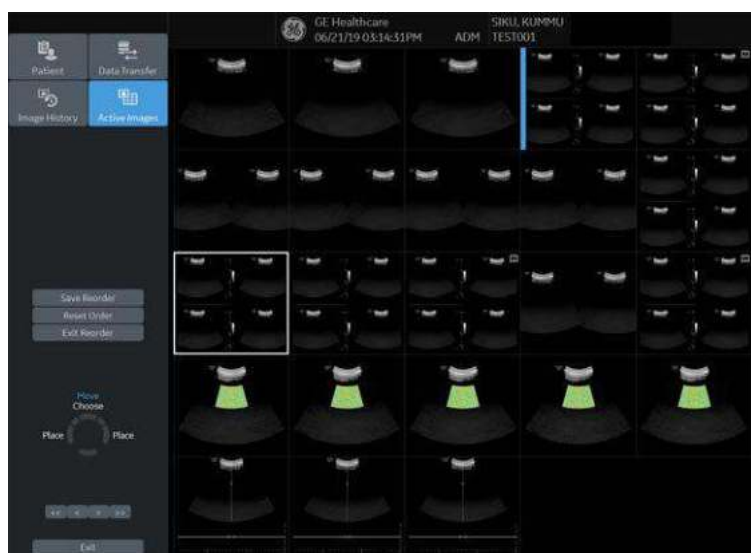 GE Healthcare
06/21/19 03:14:31PM
ADM
SIKU, KUMMU
TEST001
Patient
Data Transfer
Image History
Active Images
Save Reorder
Reset Order
Exit Reorder
Move
Choose
Place
Place
<< < > >>
Exit